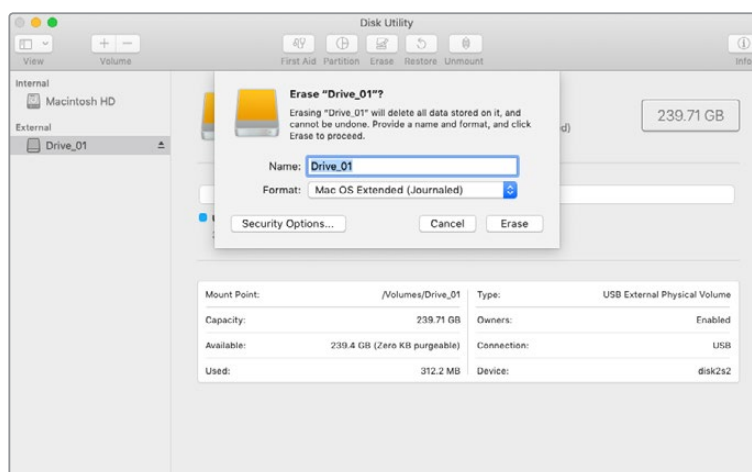 Disk Utility
View
Volume
First Aid
Partition
Erase
Restore
Unmount
Info
Internal
Macintosh HD
External
Drive_01
Erase "Drive_01"?
Erasing "Drive_01" will delete all data stored on it, and
cannot be undone. Provide a name and format, and click
Erase to proceed.
Name: Drive_01
Format: Mac OS Extended (Journaled)
Security Options...
Cancel
Erase
239.71 GB
Mount Point: /Volumes/Drive_01
Type: USB External Physical Volume
Capacity: 239.71 GB
Owners: Enabled
Available: 239.4 GB (Zero KB purgeable)
Connection: USB
Used: 312.2 MB
Device: disk2s2